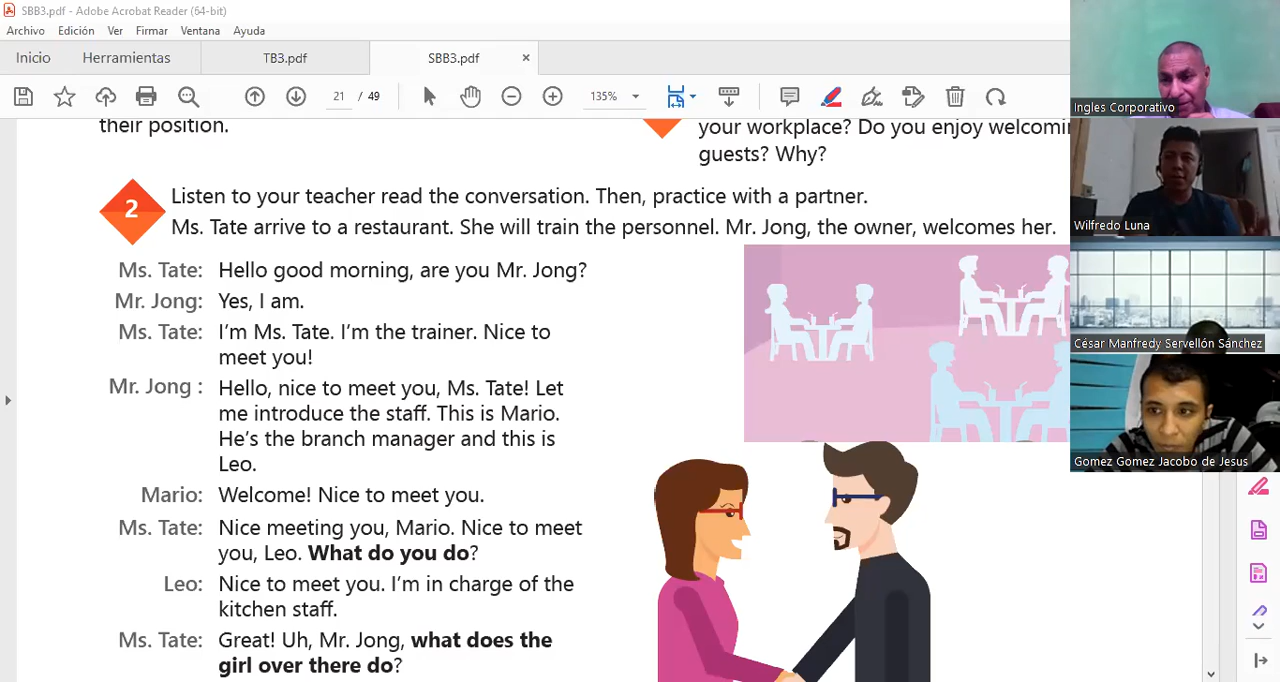 SBB3.pdf - Adobe Acrobat Reader (64-bit)
Archivo Edición Ver Firmar Ventana Ayuda
Inicio Herramientas TB3.pdf SBB3.pdf ×
21 / 49 135%
their position.
your workplace? Do you enjoy welcomin
guests? Why?
2
Listen to your teacher read the conversation. Then, practice with a partner.
Ms. Tate arrive to a restaurant. She will train the personnel. Mr. Jong, the owner, welcomes her.
Ms. Tate: Hello good morning, are you Mr. Jong?
Mr. Jong: Yes, I am.
Ms. Tate: I'm Ms. Tate. I'm the trainer. Nice to
meet you!
Mr. Jong : Hello, nice to meet you, Ms. Tate! Let
me introduce the staff. This is Mario.
He's the branch manager and this is
Leo.
Mario: Welcome! Nice to meet you.
Ms. Tate: Nice meeting you, Mario. Nice to meet
you, Leo. What do you do?
Leo: Nice to meet you. I'm in charge of the
kitchen staff.
Ms. Tate: Great! Uh, Mr. Jong, what does the
girl over there do?
Ingles Corporativo
Wilfredo Luna
César Manfredy Servellón Sánchez
Gomez Gomez Jacobo de Jesus